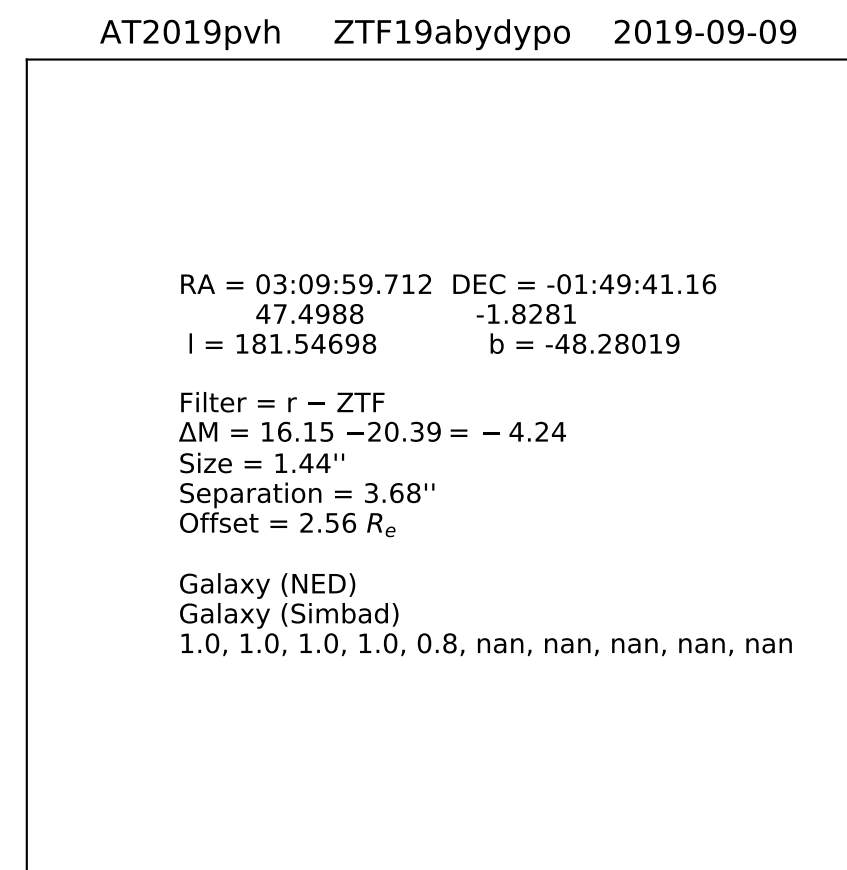 AT2019pvh ZTF19abydypo 2019-09-09
RA = 03:09:59.712 DEC = -01:49:41.16
47.4988 -1.8281
l = 181.54698 b = -48.28019
Filter = r − ZTF
ΔM = 16.15 −20.39 = − 4.24
Size = 1.44''
Separation = 3.68''
Offset = 2.56 Re
Galaxy (NED)
Galaxy (Simbad)
1.0, 1.0, 1.0, 1.0, 0.8, nan, nan, nan, nan, nan